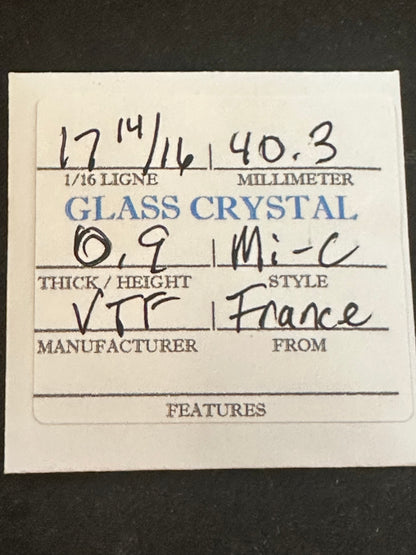 17 14/16 | 40.3
1/16 LIGNE MILLIMETER
GLASS CRYSTAL
0.9 | Mi-C
THICK / HEIGHT STYLE
VTF | France
MANUFACTURER FROM
FEATURES